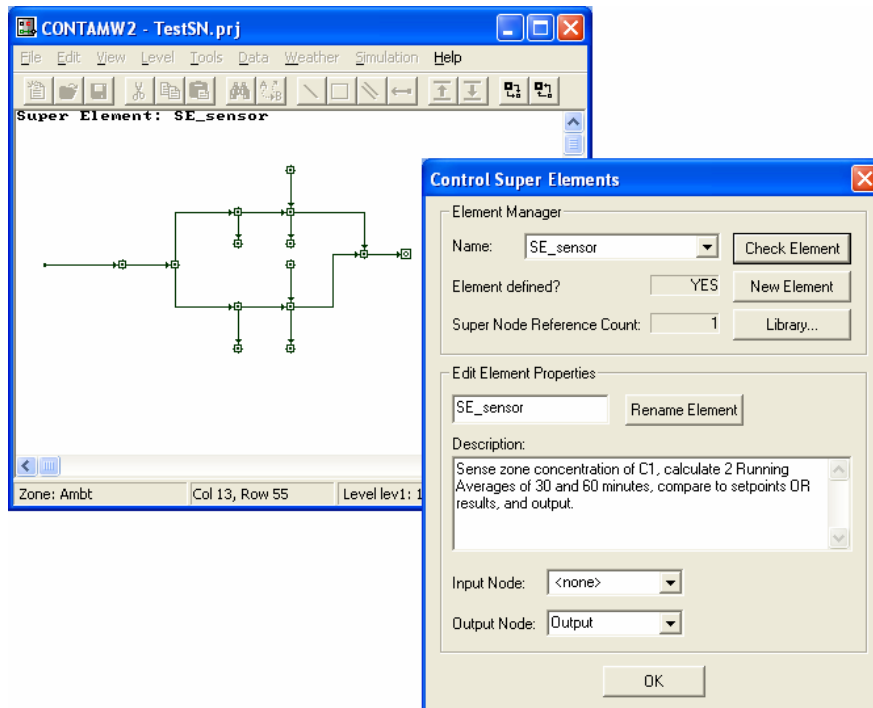 CONTAMW2 - TestSN.prj
File Edit View Level Tools Data Weather Simulation Help
Super Element: SE_sensor
Zone: Ambt
Col 13, Row 55
Level lev1: 1
Control Super Elements
Element Manager
Name: SE_sensor Check Element
Element defined? YES New Element
Super Node Reference Count: 1 Library...
Edit Element Properties
SE_sensor Rename Element
Description:
Sense zone concentration of C1, calculate 2 Running
Averages of 30 and 60 minutes, compare to setpoints OR
results, and output.
Input Node: <none>
Output Node: Output
OK